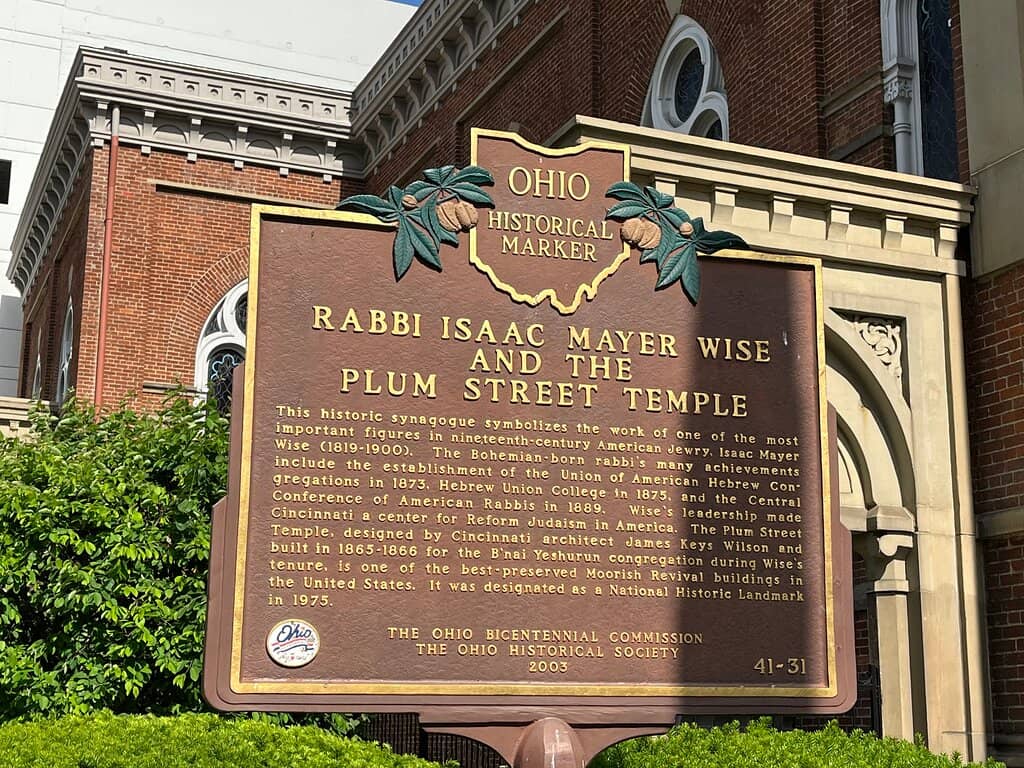 OHIO
HISTORICAL
MARKER
RABBI ISAAC MAYER WISE
AND THE
PLUM STREET TEMPLE
This historic synagogue symbolizes the work of one of the most
important figures in nineteenth-century American Jewry, Isaac Mayer
Wise (1819-1900). The Bohemian-born rabbi's many achievements
include the establishment of the Union of American Hebrew Con-
gregations in 1873, Hebrew Union College in 1875, and the Central
Conference of American Rabbis in 1889. Wise's leadership made
Cincinnati a center for Reform Judaism in America. The Plum Street
Temple, designed by Cincinnati architect James Keys Wilson and
built in 1865-1866 for the B'nai Yeshurun congregation during Wise's
tenure, is one of the best-preserved Moorish Revival buildings in
the United States. It was designated as a National Historic Landmark
in 1975.
Ohio
THE OHIO BICENTENNIAL COMMISSION
THE OHIO HISTORICAL SOCIETY
2003
41-31